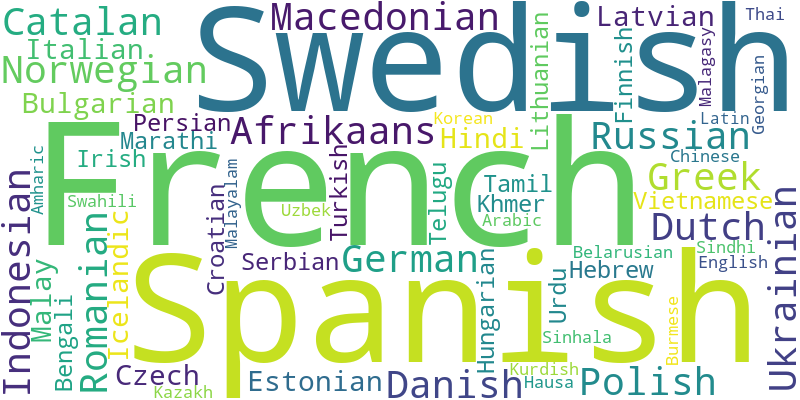 Catalan
Macedonian
Latvian
Thai
Swedish
Italian
Norwegian
Bulgarian
Lithuanian
Finnish
Malagasy
Georgian
Persian
Marathi
Afrikaans
Korean
Hindi
Russian
Latin
Chinese
Irish
Amharic
Swahili
French
Malayalam
Turkish
Uzbek
Telugu
Tamil
Khmer
Arabic
Greek
Vietnamese
Dutch
Indonesian
Malay
Bengali
Romanian
Icelandic
Croatian
Serbian
German
Hungarian
Urdu
Belarusian
Hebrew
Sindhi
English
Ukrainian
Spanish
Sinhala
Burmese
Czech
Kazakh
Estonian
Danish
Kurdish
Hausa
Polish